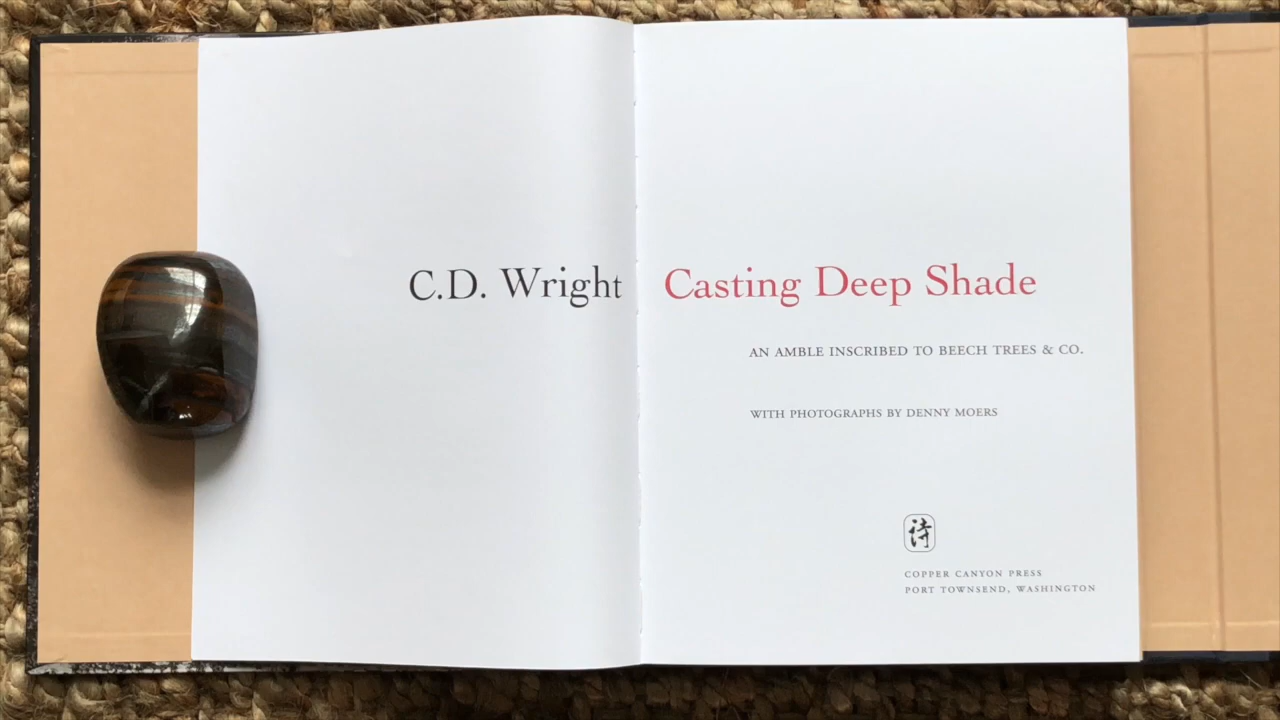 C.D. Wright Casting Deep Shade
AN AMBLE INSCRIBED TO BEECH TREES & CO.
WITH PHOTOGRAPHS BY DENNY MOERS
詩
COPPER CANYON PRESS
PORT TOWNSEND, WASHINGTON